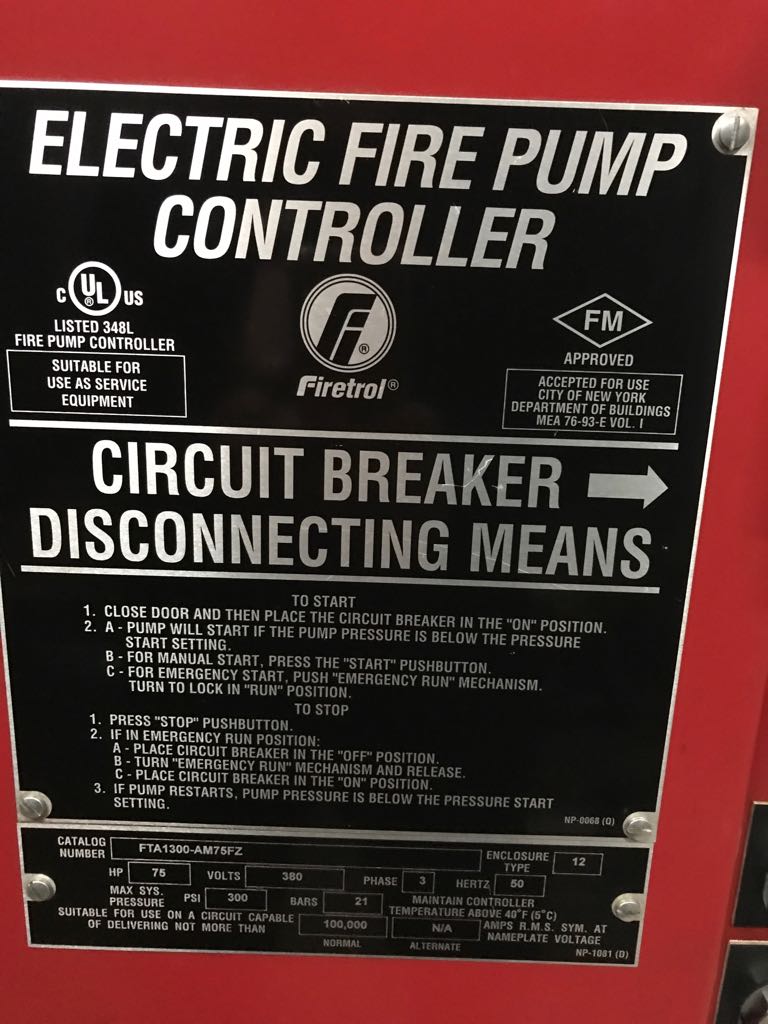 ELECTRIC FIRE PUMP
CONTROLLER
C UL ® US
LISTED 348L
FIRE PUMP CONTROLLER
SUITABLE FOR
USE AS SERVICE
EQUIPMENT
F®
Firetrol®
FM
APPROVED
ACCEPTED FOR USE
CITY OF NEW YORK
DEPARTMENT OF BUILDINGS
MEA 76-93-E VOL. I
CIRCUIT BREAKER
DISCONNECTING MEANS
TO START
1. CLOSE DOOR AND THEN PLACE THE CIRCUIT BREAKER IN THE "ON" POSITION.
2. A - PUMP WILL START IF THE PUMP PRESSURE IS BELOW THE PRESSURE
START SETTING.
B - FOR MANUAL START, PRESS THE "START" PUSHBUTTON.
C - FOR EMERGENCY START, PUSH "EMERGENCY RUN" MECHANISM.
TURN TO LOCK IN "RUN" POSITION.
TO STOP
1. PRESS "STOP" PUSHBUTTON.
2. IF IN EMERGENCY RUN POSITION:
A - PLACE CIRCUIT BREAKER IN THE "OFF" POSITION.
B - TURN "EMERGENCY RUN" MECHANISM AND RELEASE.
C - PLACE CIRCUIT BREAKER IN THE "ON" POSITION.
3. IF PUMP RESTARTS, PUMP PRESSURE IS BELOW THE PRESSURE START
SETTING.
NP-0068 (Q)
CATALOG
NUMBER FTA1300-AM75FZ ENCLOSURE
TYPE 12
HP 75 VOLTS 380 PHASE 3 HERTZ 50
MAX SYS.
PRESSURE PSI 300 BARS 21 MAINTAIN CONTROLLER
TEMPERATURE ABOVE 40°F (5°C)
SUITABLE FOR USE ON A CIRCUIT CAPABLE
OF DELIVERING NOT MORE THAN 100,000 N/A AMPS R.M.S. SYM. AT
NAMEPLATE VOLTAGE
NORMAL ALTERNATE
NP-1081 (D)